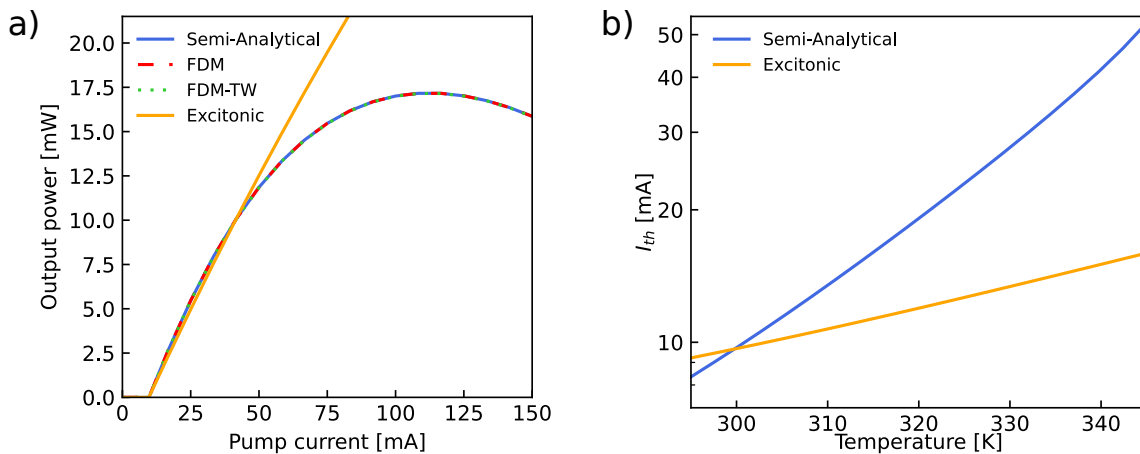 a)
20.0
17.5
15.0
12.5
10.0
7.5
5.0
2.5
0.0
Output power [mW]
Semi-Analytical
FDM
FDM-TW
Excitonic
0 25 50 75 100 125 150
Pump current [mA]
b)
50
40
30
20
10
I_{th} [mA]
Semi-Analytical
Excitonic
300 310 320 330 340
Temperature [K]